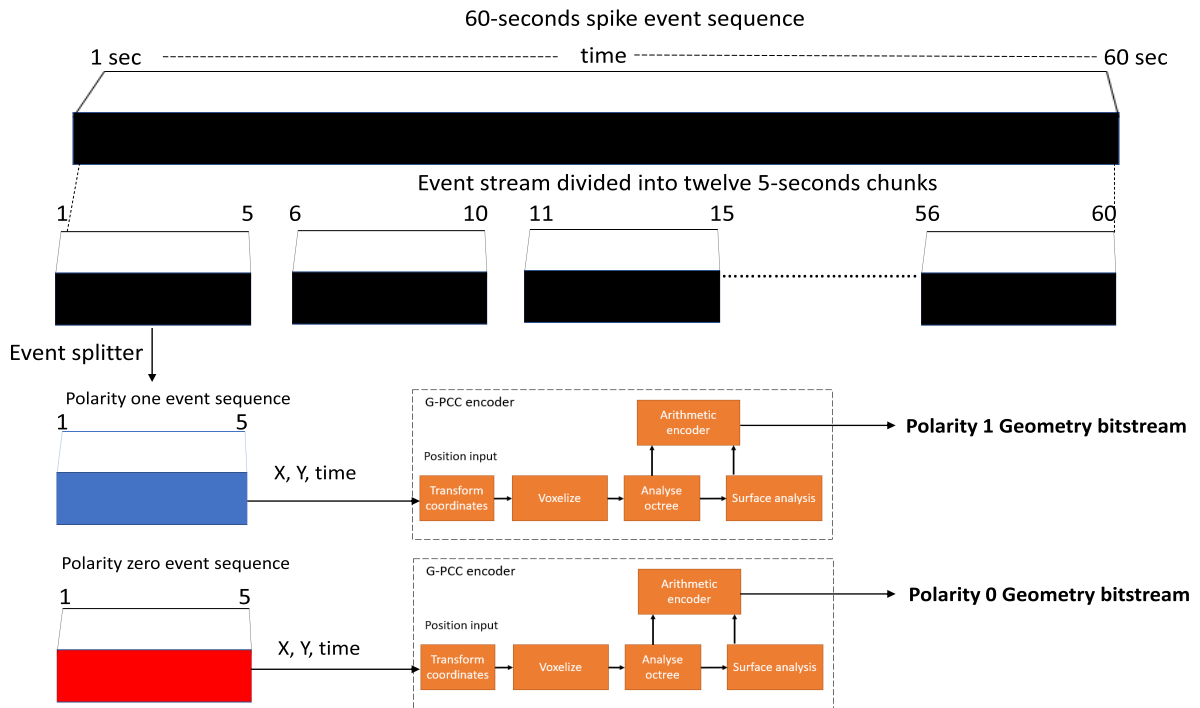 60-seconds spike event sequence
1 sec time 60 sec
Event stream divided into twelve 5-seconds chunks
1 5 6 10 11 15 56 60
Event splitter
Polarity one event sequence
1 5
X, Y, time
G-PCC encoder
Arithmetic
encoder
Position input
Transform
coordinates
Voxelize
Analyse
octree
Surface analysis
Polarity 1 Geometry bitstream
Polarity zero event sequence
1 5
X, Y, time
G-PCC encoder
Arithmetic
encoder
Position input
Transform
coordinates
Voxelize
Analyse
octree
Surface analysis
Polarity 0 Geometry bitstream